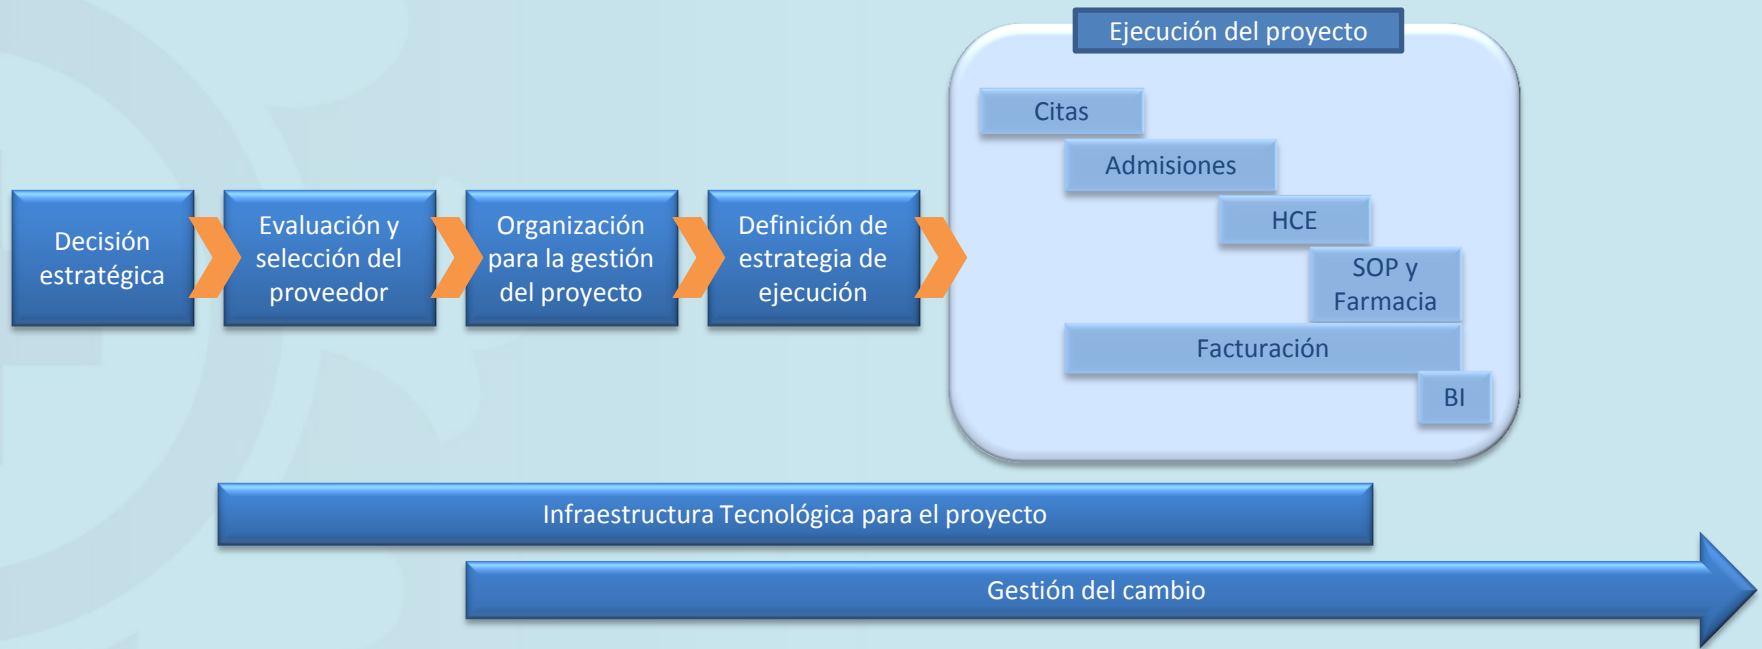 Ejecución del proyecto
Citas
Admisiones
HCE
SOP y
Farmacia
Facturación
BI
Decisión
estratégica
Evaluación y
selección del
proveedor
Organización
para la gestión
del proyecto
Definición de
estrategia de
ejecución
Infraestructura Tecnológica para el proyecto
Gestión del cambio